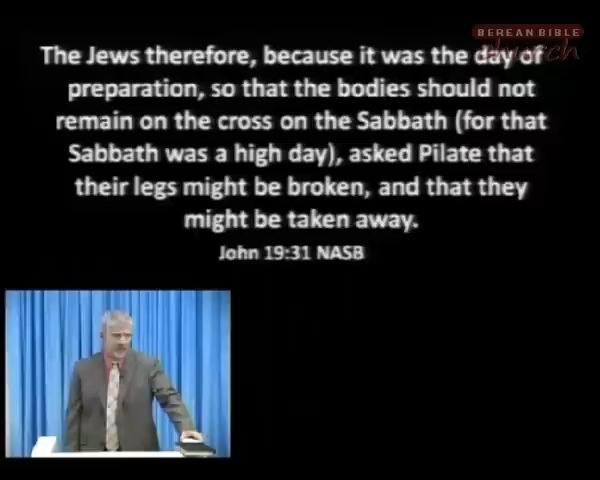 BEREAN BIBLE
church
The Jews therefore, because it was the day of
preparation, so that the bodies should not
remain on the cross on the Sabbath (for that
Sabbath was a high day), asked Pilate that
their legs might be broken, and that they
might be taken away.
John 19:31 NASB